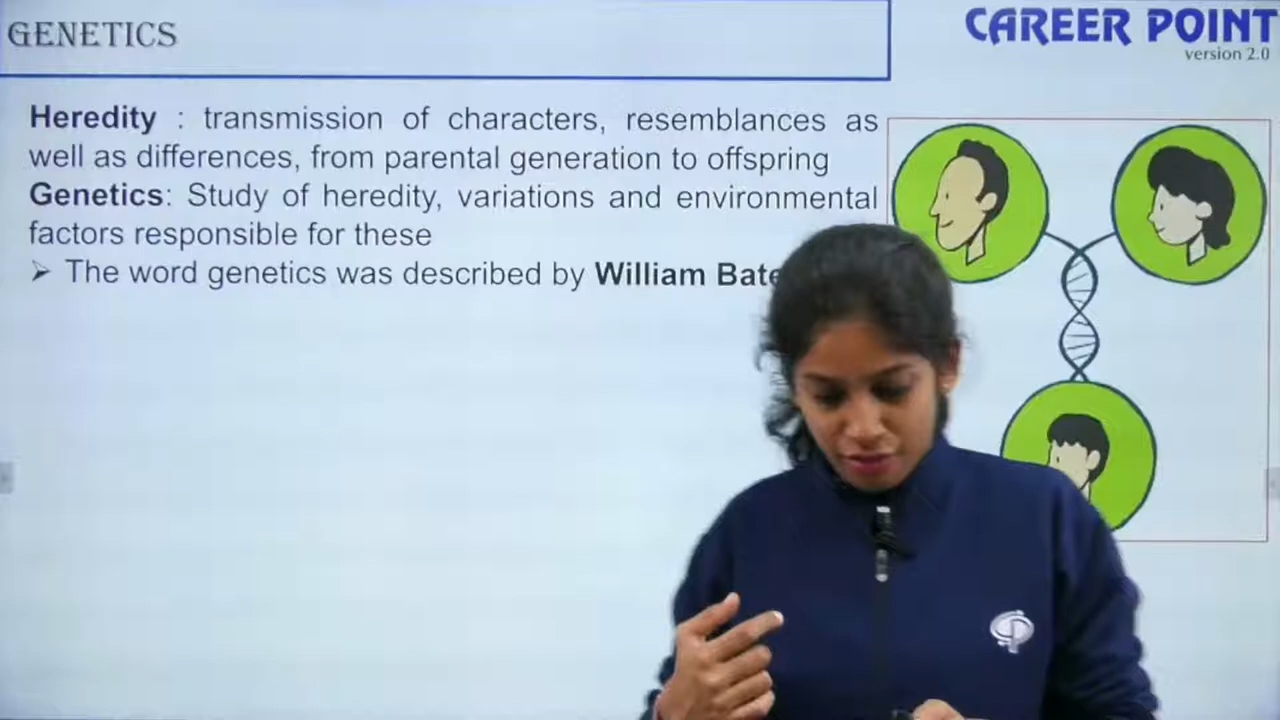 GENETICS
CAREER POINT
version 2.0
Heredity : transmission of characters, resemblances as
well as differences, from parental generation to offspring
Genetics: Study of heredity, variations and environmental
factors responsible for these
➤ The word genetics was described by William Bate